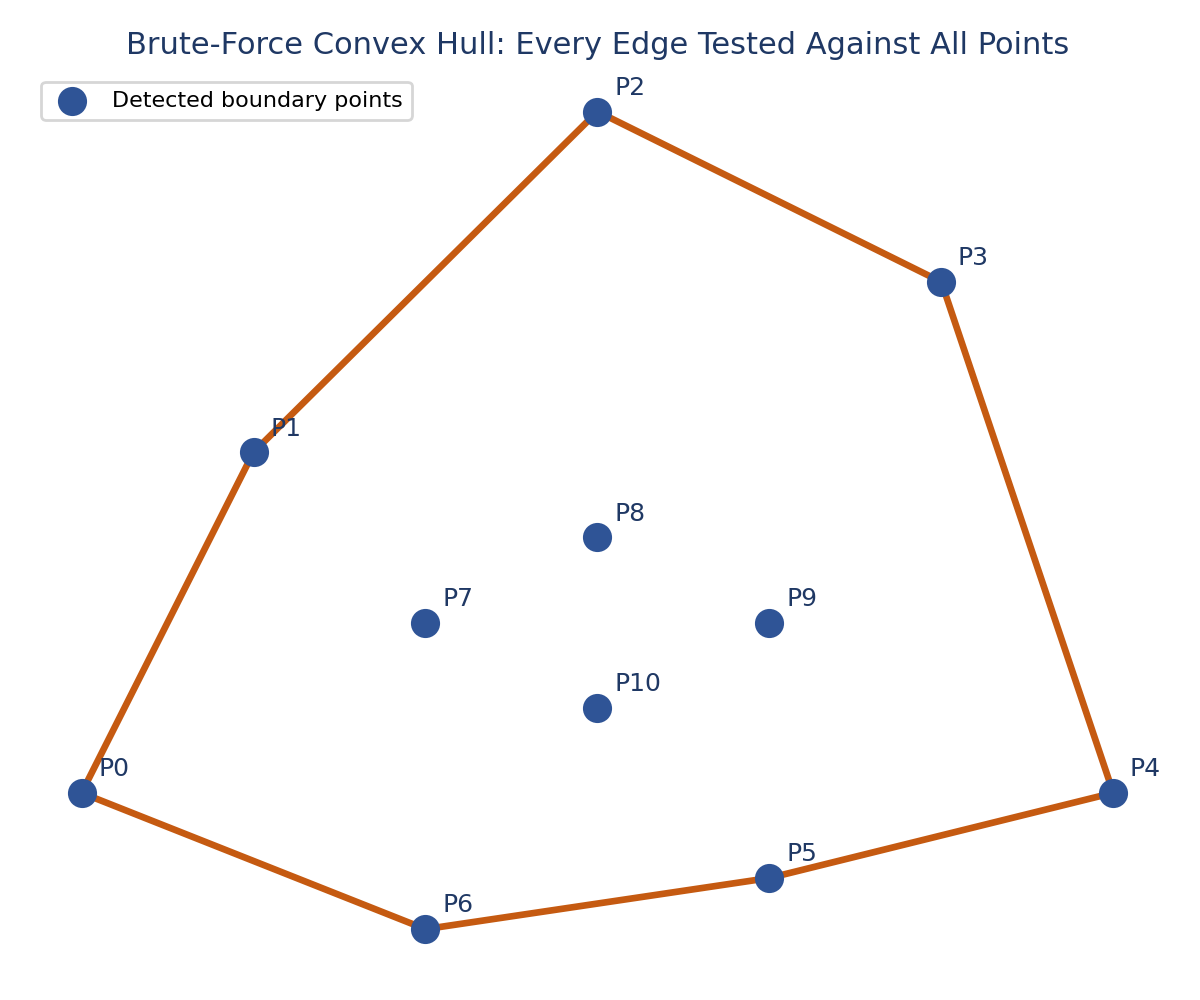 Brute-Force Convex Hull: Every Edge Tested Against All Points
Detected boundary points
P2
P3
P1
P8
P7
P9
P10
P0
P4
P5
P6